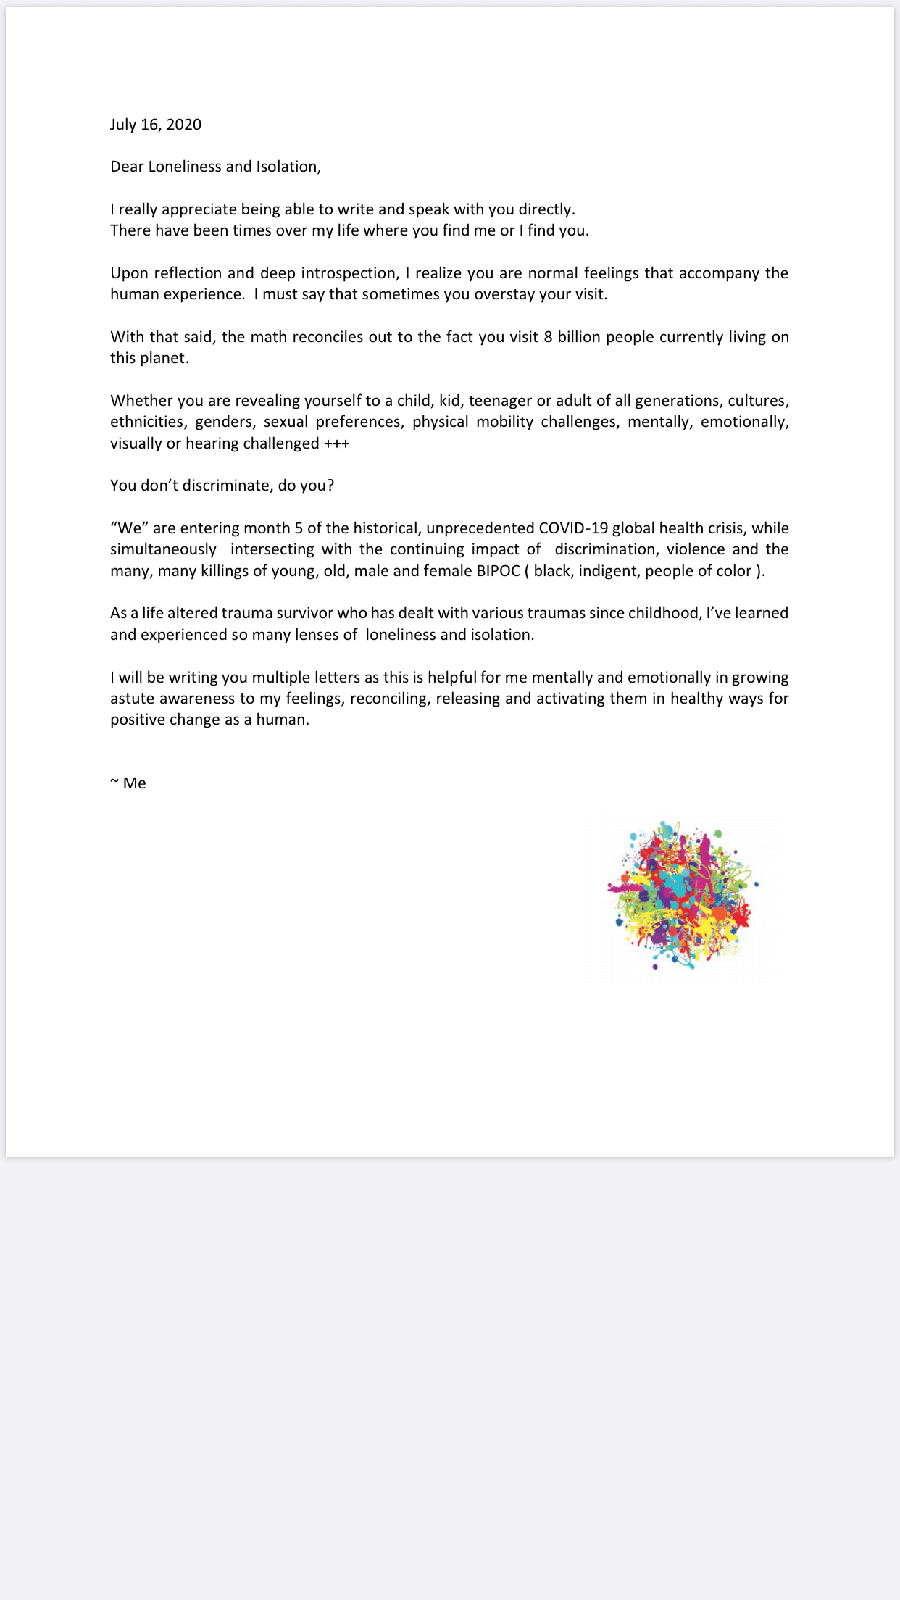 July 16, 2020
Dear Loneliness and Isolation,
I really appreciate being able to write and speak with you directly.
There have been times over my life where you find me or I find you.
Upon reflection and deep introspection, I realize you are normal feelings that accompany the
human experience.  I must say that sometimes you overstay your visit.
With that said, the math reconciles out to the fact you visit 8 billion people currently living on
this planet.
Whether you are revealing yourself to a child, kid, teenager or adult of all generations, cultures,
ethnicities, genders, sexual preferences, physical mobility challenges, mentally, emotionally,
visually or hearing challenged +++
You don’t discriminate, do you?
“We” are entering month 5 of the historical, unprecedented COVID-19 global health crisis, while
simultaneously  intersecting with the continuing impact of  discrimination, violence and the
many, many killings of young, old, male and female BIPOC ( black, indigent, people of color ).
As a life altered trauma survivor who has dealt with various traumas since childhood, I’ve learned
and experienced so many lenses of  loneliness and isolation.
I will be writing you multiple letters as this is helpful for me mentally and emotionally in growing
astute awareness to my feelings, reconciling, releasing and activating them in healthy ways for
positive change as a human.
~ Me